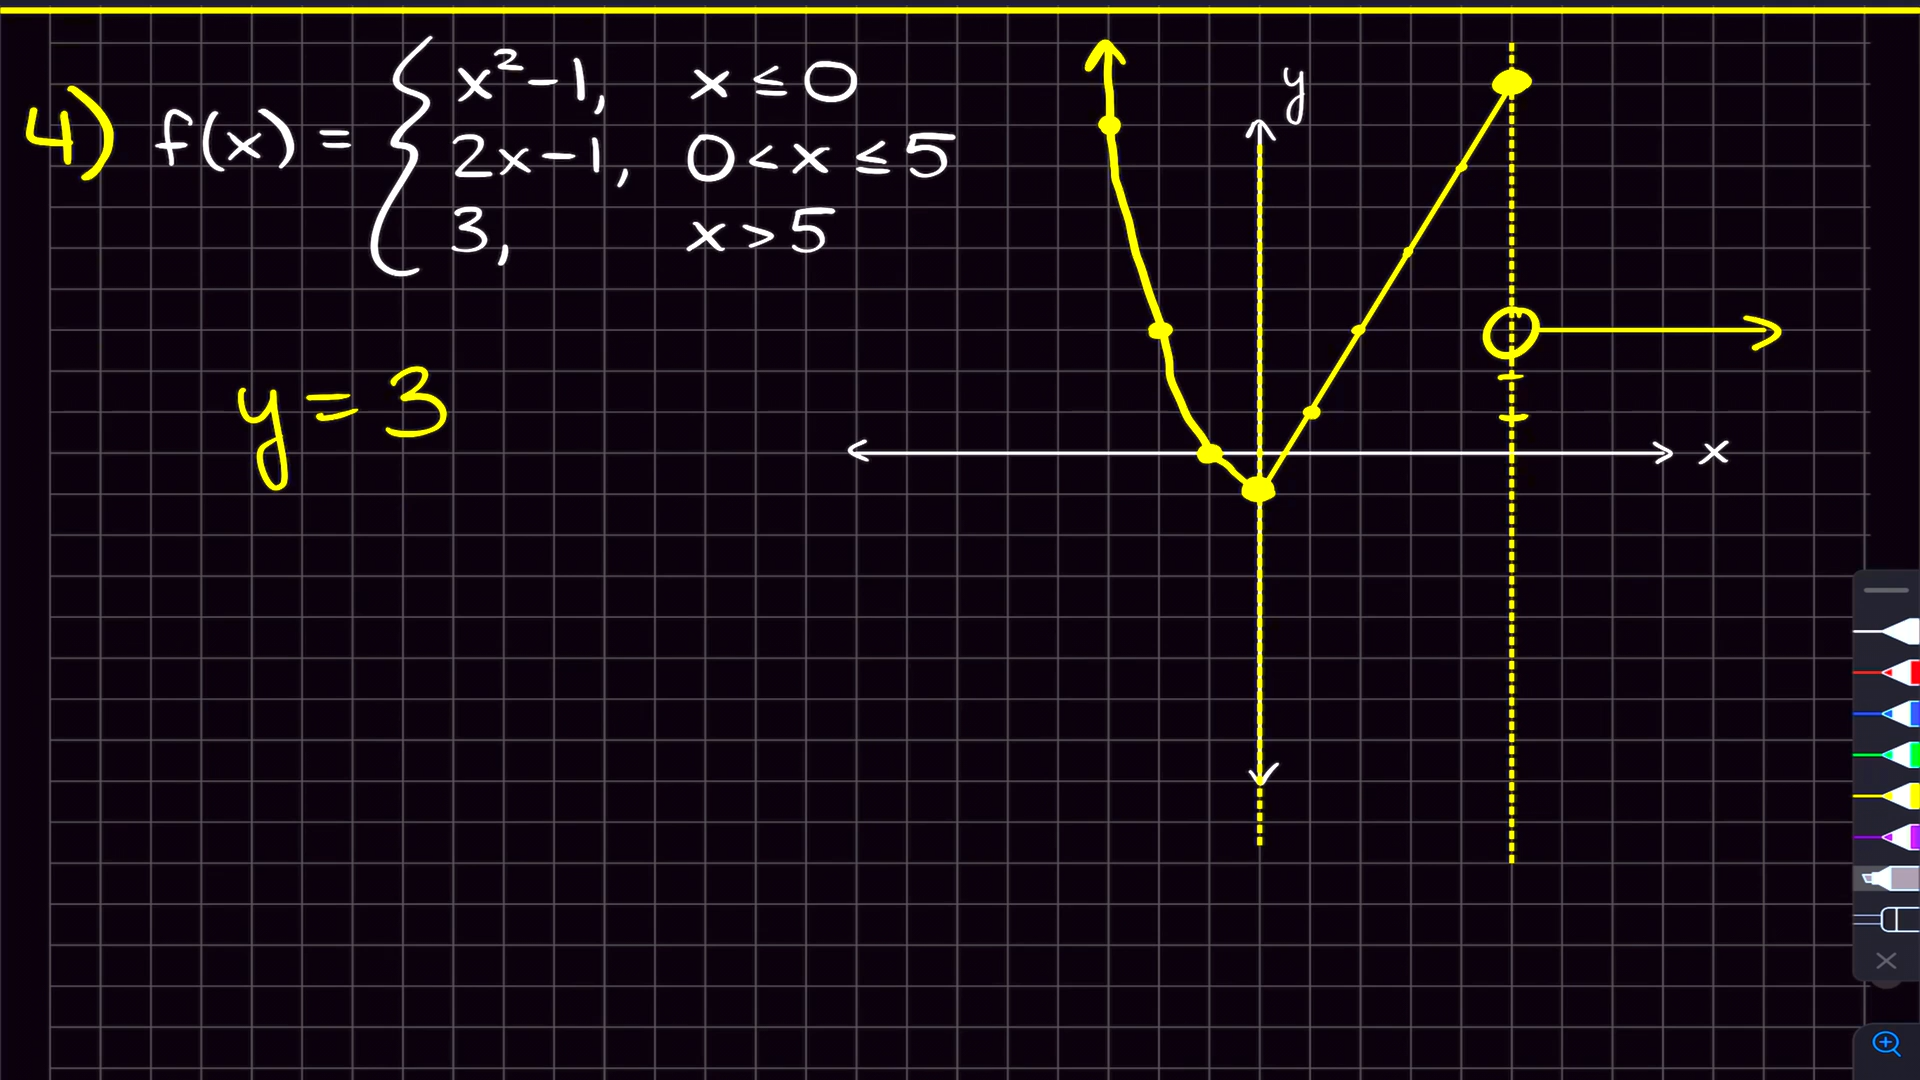 4) f(x) = { x²-1, x ≤ 0
2x-1, 0 < x ≤ 5
3, x > 5
y
y = 3
x